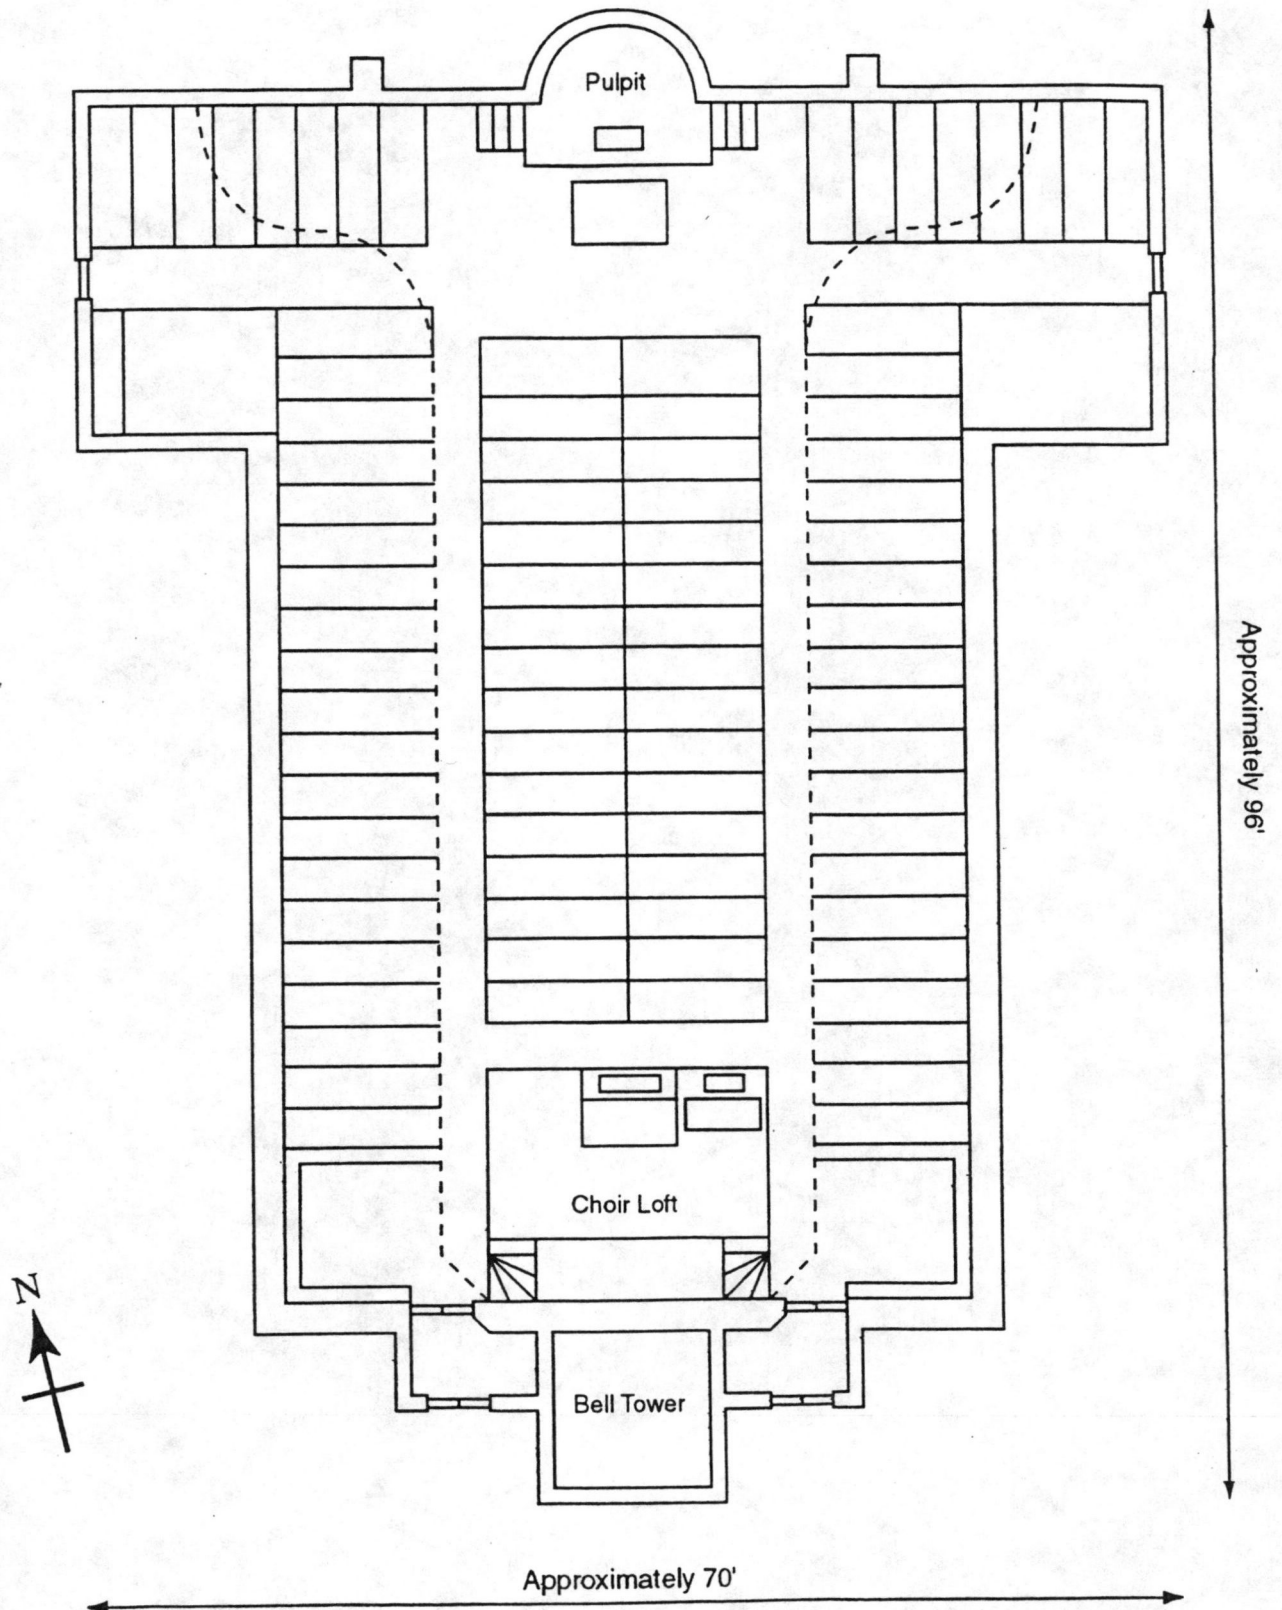 Pulpit
Approximately 96'
Choir Loft
N
Bell Tower
Approximately 70'